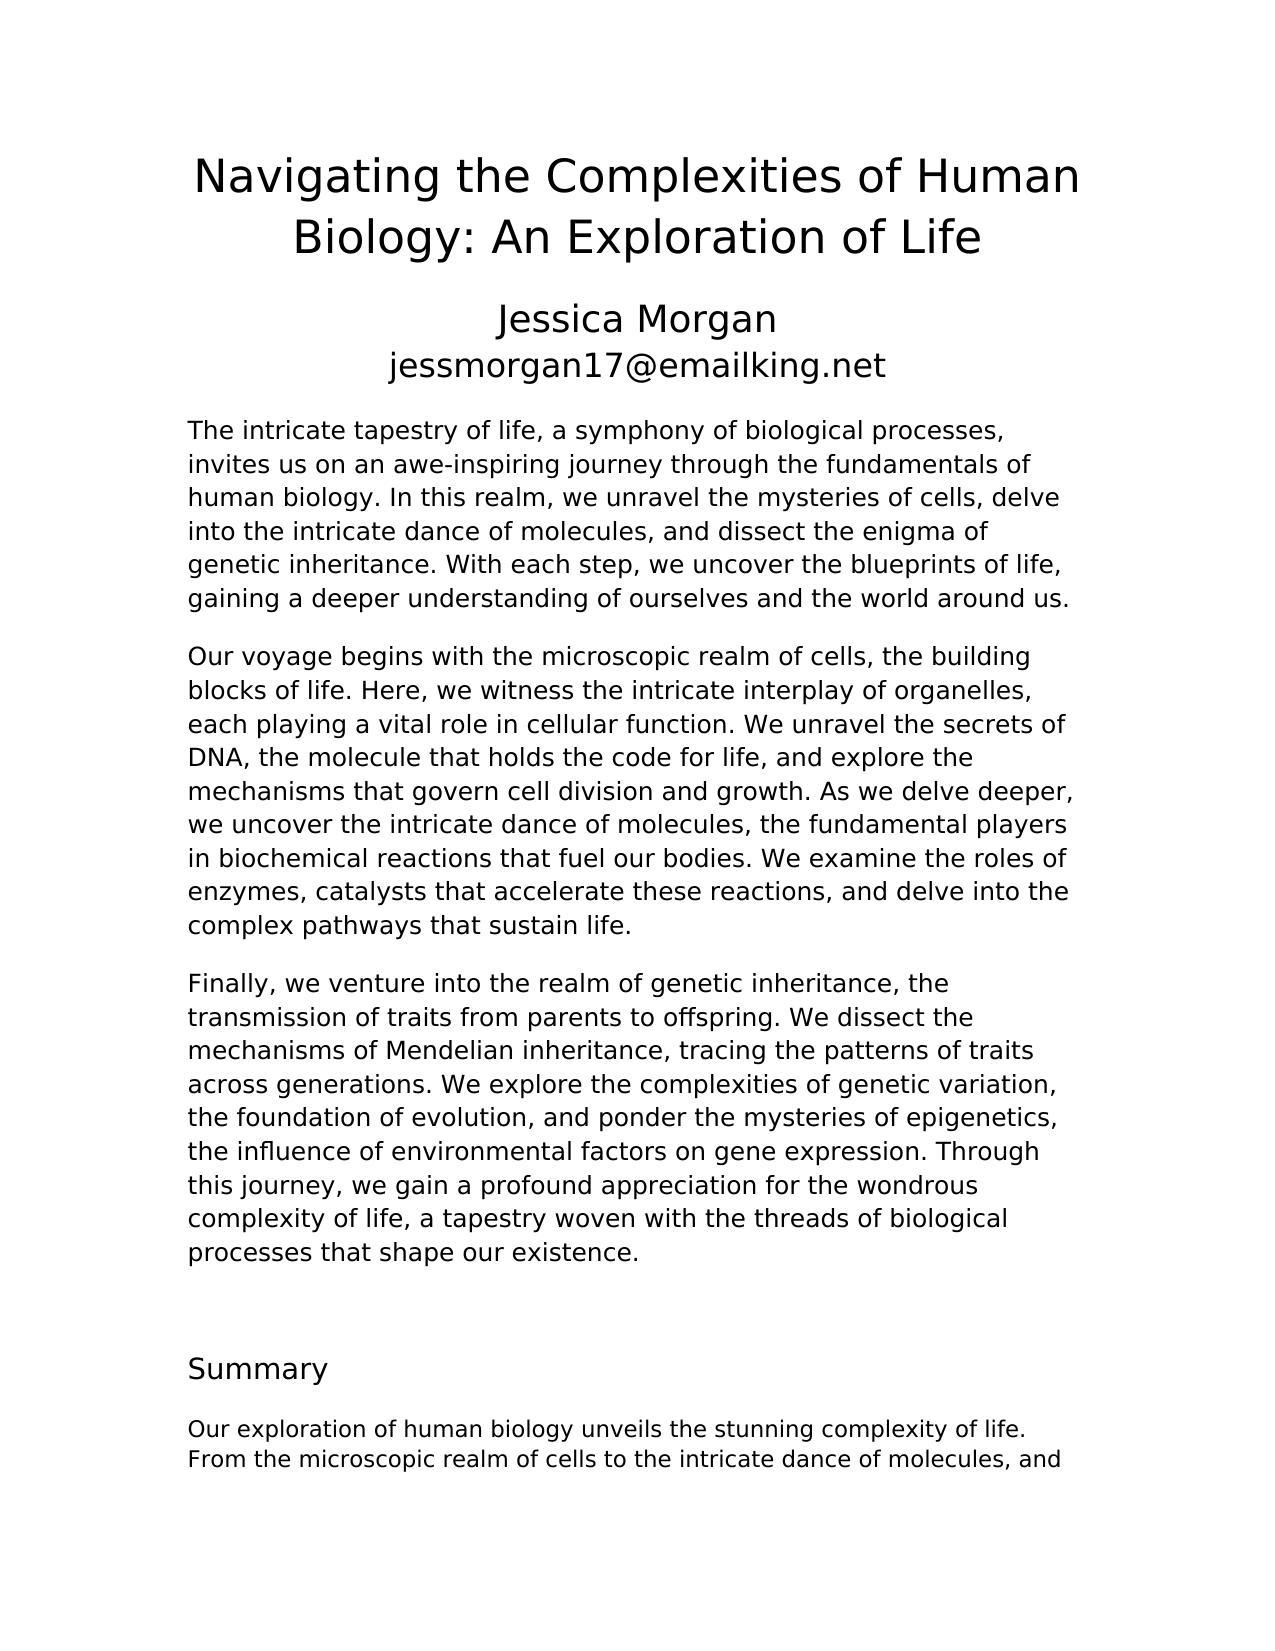 Navigating the Complexities of Human
Biology: An Exploration of Life
Jessica Morgan
jessmorgan17@emailking.net
The intricate tapestry of life, a symphony of biological processes,
invites us on an awe-inspiring journey through the fundamentals of
human biology. In this realm, we unravel the mysteries of cells, delve
into the intricate dance of molecules, and dissect the enigma of
genetic inheritance. With each step, we uncover the blueprints of life,
gaining a deeper understanding of ourselves and the world around us.
Our voyage begins with the microscopic realm of cells, the building
blocks of life. Here, we witness the intricate interplay of organelles,
each playing a vital role in cellular function. We unravel the secrets of
DNA, the molecule that holds the code for life, and explore the
mechanisms that govern cell division and growth. As we delve deeper,
we uncover the intricate dance of molecules, the fundamental players
in biochemical reactions that fuel our bodies. We examine the roles of
enzymes, catalysts that accelerate these reactions, and delve into the
complex pathways that sustain life.
Finally, we venture into the realm of genetic inheritance, the
transmission of traits from parents to offspring. We dissect the
mechanisms of Mendelian inheritance, tracing the patterns of traits
across generations. We explore the complexities of genetic variation,
the foundation of evolution, and ponder the mysteries of epigenetics,
the influence of environmental factors on gene expression. Through
this journey, we gain a profound appreciation for the wondrous
complexity of life, a tapestry woven with the threads of biological
processes that shape our existence.
Summary
Our exploration of human biology unveils the stunning complexity of life.
From the microscopic realm of cells to the intricate dance of molecules, and